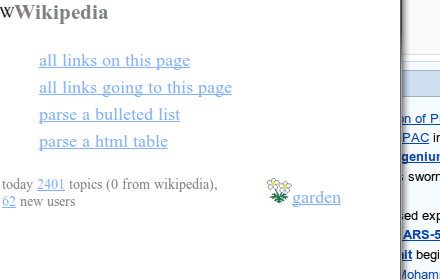 WWikipedia
all links on this page
all links going to this page
parse a bulleted list
parse a html table
today 2401 topics (0 from wikipedia),
62 new users
garden
on of P
PAC in
genium
sworn
sed exp
ARS-5
it begi
Moham